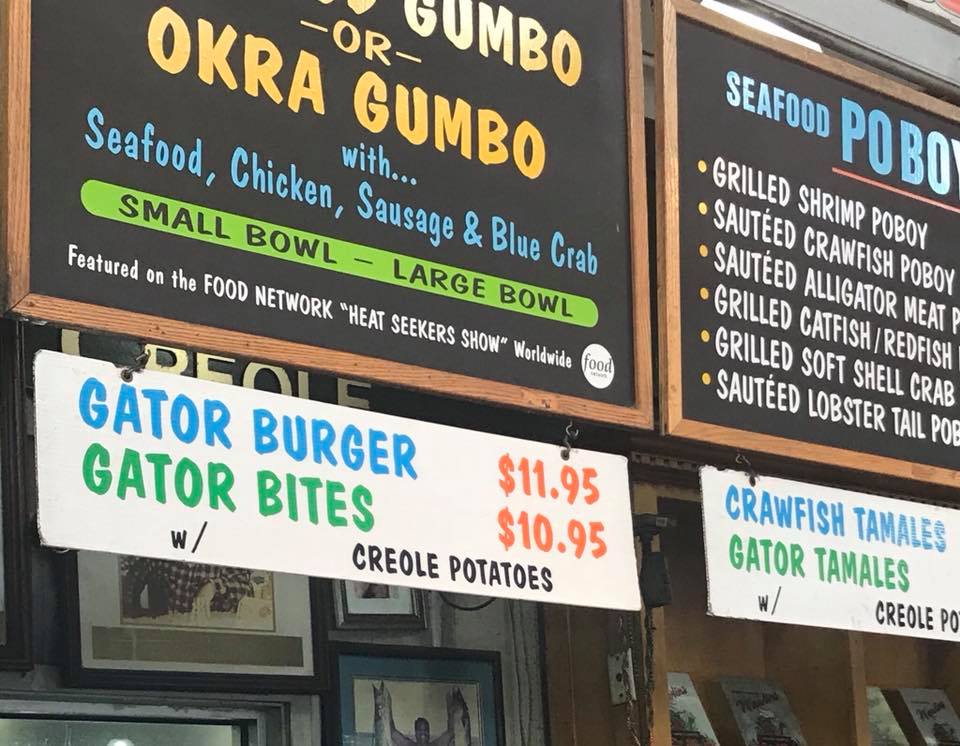 GUMBO
-OR-
OKRA GUMBO
with...
Seafood, Chicken, Sausage & Blue Crab
SMALL BOWL – LARGE BOWL
Featured on the FOOD NETWORK "HEAT SEEKERS SHOW" Worldwide
food
network
SEAFOOD PO BOY
• GRILLED SHRIMP POBOY
• SAUTÉED CRAWFISH POBOY
• SAUTÉED ALLIGATOR MEAT P
• GRILLED CATFISH / REDFISH
• GRILLED SOFT SHELL CRAB
• SAUTÉED LOBSTER TAIL POB
GATOR BURGER $11.95
GATOR BITES $10.95
w/ CREOLE POTATOES
CRAWFISH TAMALES
GATOR TAMALES
w/ CREOLE PO